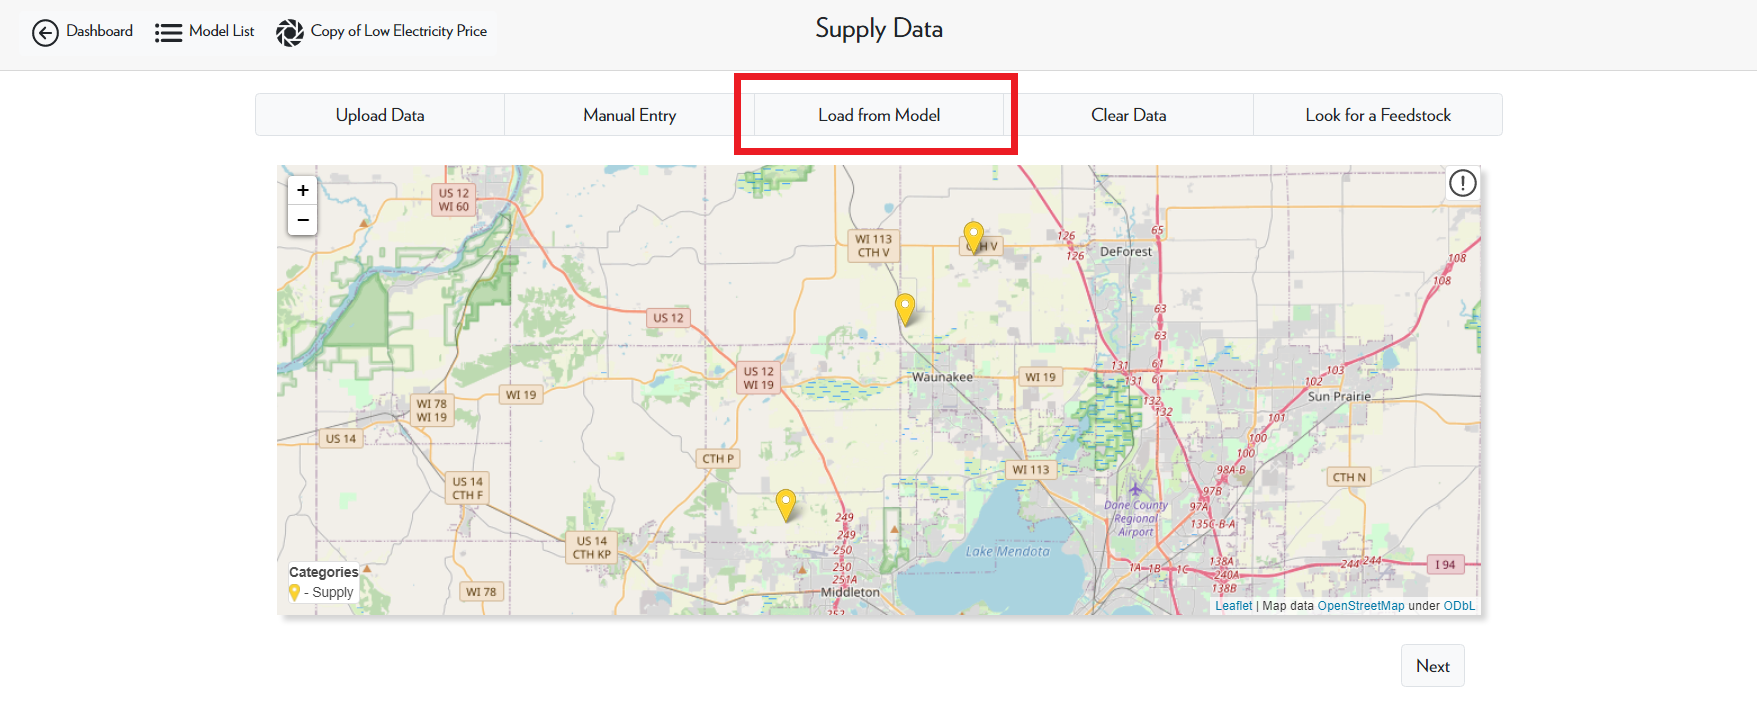 Dashboard
Model List
Copy of Low Electricity Price
Supply Data
Upload Data
Manual Entry
Load from Model
Clear Data
Look for a Feedstock
+
−
US 12
WI 60
WI 113
CTH V
CTH V
126
126
DeForest
65
108
108
US 12
63
63
US 12
WI 19
Waunakee
WI 19
131
131
61
61
103
102
Sun Prairie
WI 19
WI 78
WI 19
132
132
101
US 14
100
100
CTH P
WI 113
98A-B
CTH N
US 14
CTH F
97B
97A
Dane County
Regional
Airport
135C-B-A
249
249
250
250
251A
252
US 14
CTH KP
Lake Mendota
138A
240A
138B
1A
1B
1C
244
244
I 94
Categories
- Supply
WI 78
Middleton
Leaflet | Map data OpenStreetMap under ODbL
Next